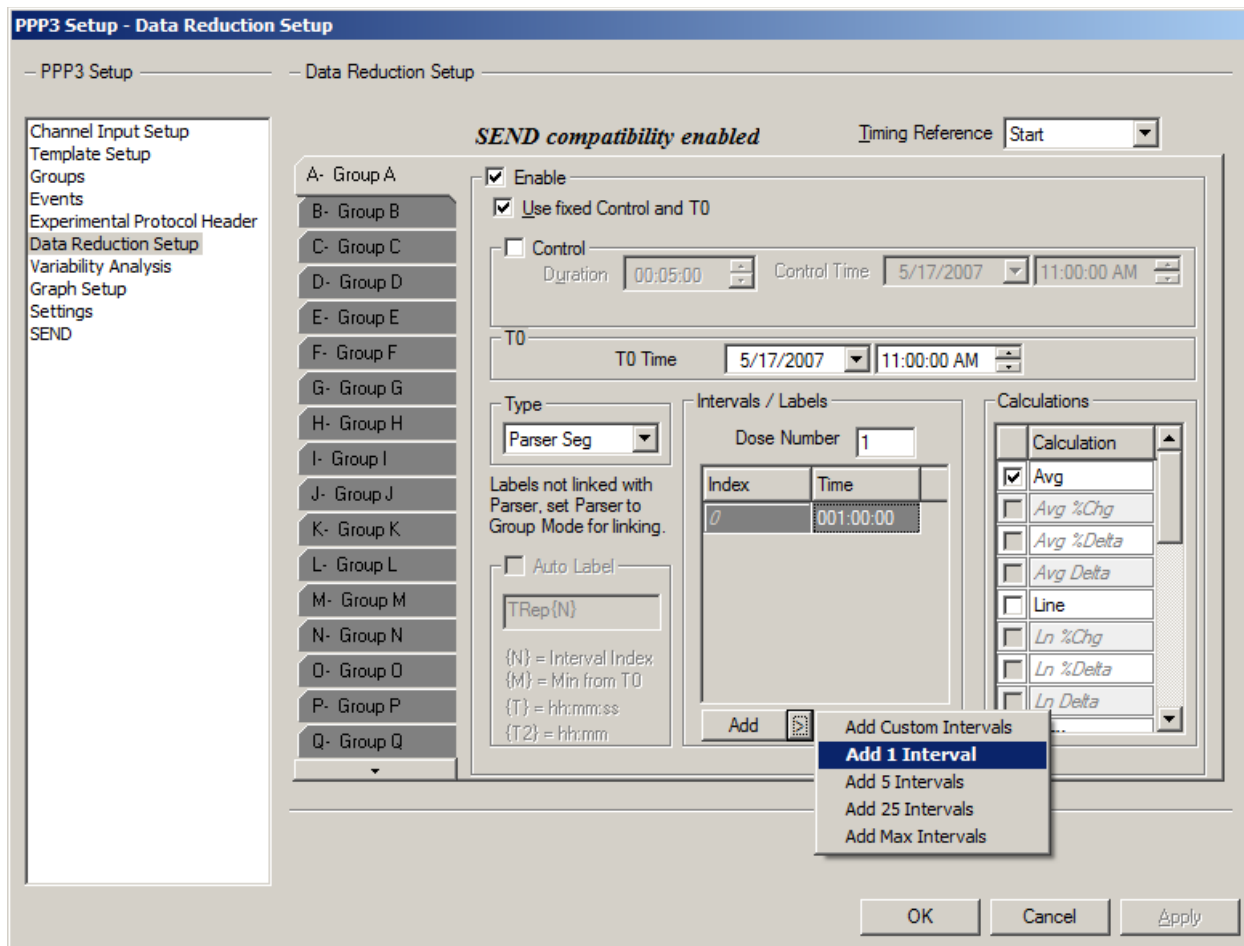 PPP3 Setup - Data Reduction Setup
PPP3 Setup
Data Reduction Setup
Channel Input Setup
Template Setup
Groups
Events
Experimental Protocol Header
Data Reduction Setup
Variability Analysis
Graph Setup
Settings
SEND
SEND compatibility enabled
Timing Reference Start
A- Group A
B- Group B
C- Group C
D- Group D
E- Group E
F- Group F
G- Group G
H- Group H
I- Group I
J- Group J
K- Group K
L- Group L
M- Group M
N- Group N
O- Group O
P- Group P
Q- Group Q
Enable
Use fixed Control and T0
Control
Duration 00:05:00 Control Time 5/17/2007 11:00:00 AM
T0
T0 Time 5/17/2007 11:00:00 AM
Type
Parser Seg
Labels not linked with
Parser, set Parser to
Group Mode for linking.
Auto Label
TRep{N}
{N} = Interval Index
{M} = Min from T0
{T} = hh:mm:ss
{T2} = hh:mm
Intervals / Labels
Dose Number 1
Index Time
0 001:00:00
Add >
Add Custom Intervals
Add 1 Interval
Add 5 Intervals
Add 25 Intervals
Add Max Intervals
Calculations
Calculation
Avg
Avg %Chg
Avg %Delta
Avg Delta
Line
Ln %Chg
Ln %Delta
Ln Delta
OK Cancel Apply